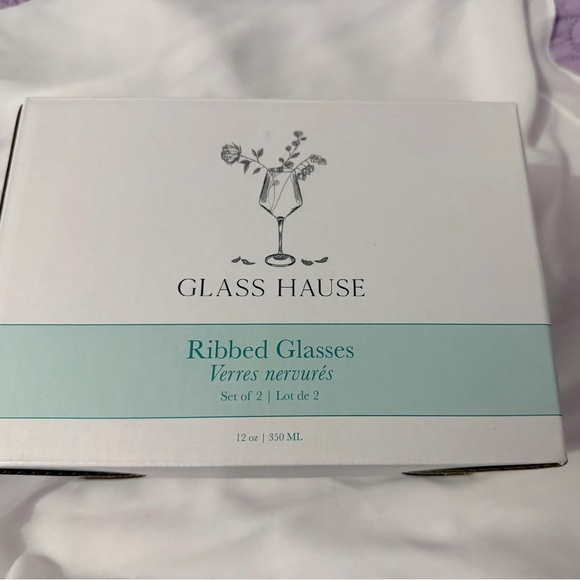 GLASS HAUSE
Ribbed Glasses
Verres nervurés
Set of 2 | Lot de 2
12 oz | 350 ML